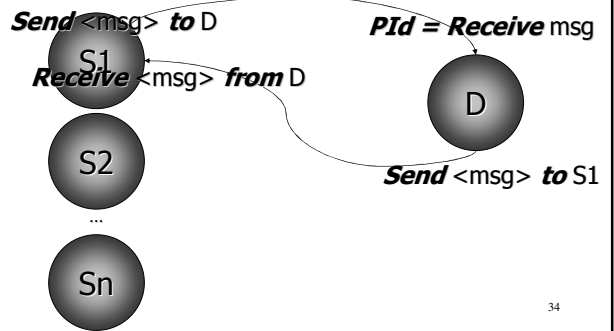 Send <msg> to D
PId = Receive msg
S1
Receive <msg> from D
D
S2
Send <msg> to S1
...
Sn
34